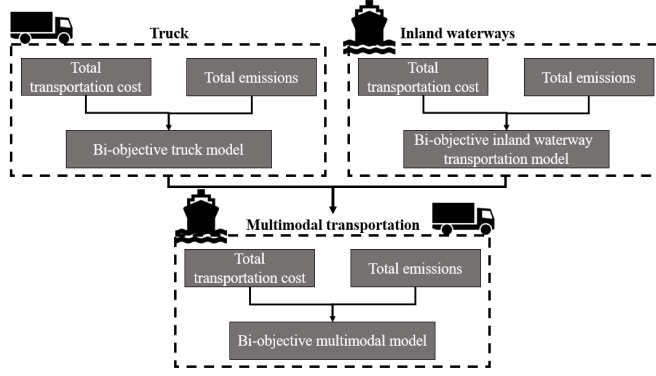 Truck
Total
transportation cost
Total emissions
Bi-objective truck model
Inland waterways
Total
transportation cost
Total emissions
Bi-objective inland waterway
transportation model
Multimodal transportation
Total
transportation cost
Total emissions
Bi-objective multimodal model